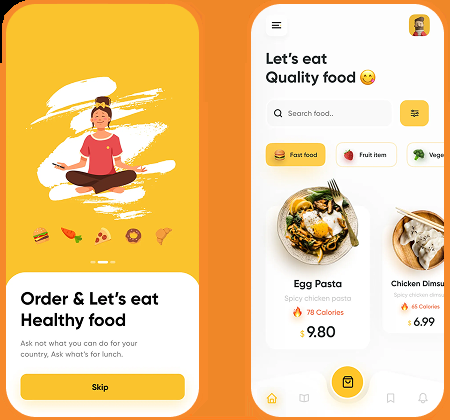 Order & Let's eat
Healthy food
Ask not what you can do for your
country, Ask what's for lunch.
Skip
Let's eat
Quality food 😋
Search food..
Fast food
Fruit item
Vege
Egg Pasta
Spicy chicken pasta
78 Calories
$ 9.80
Chicken Dimsu
Spicy chicken dimsu
65 Calories
$ 6.99